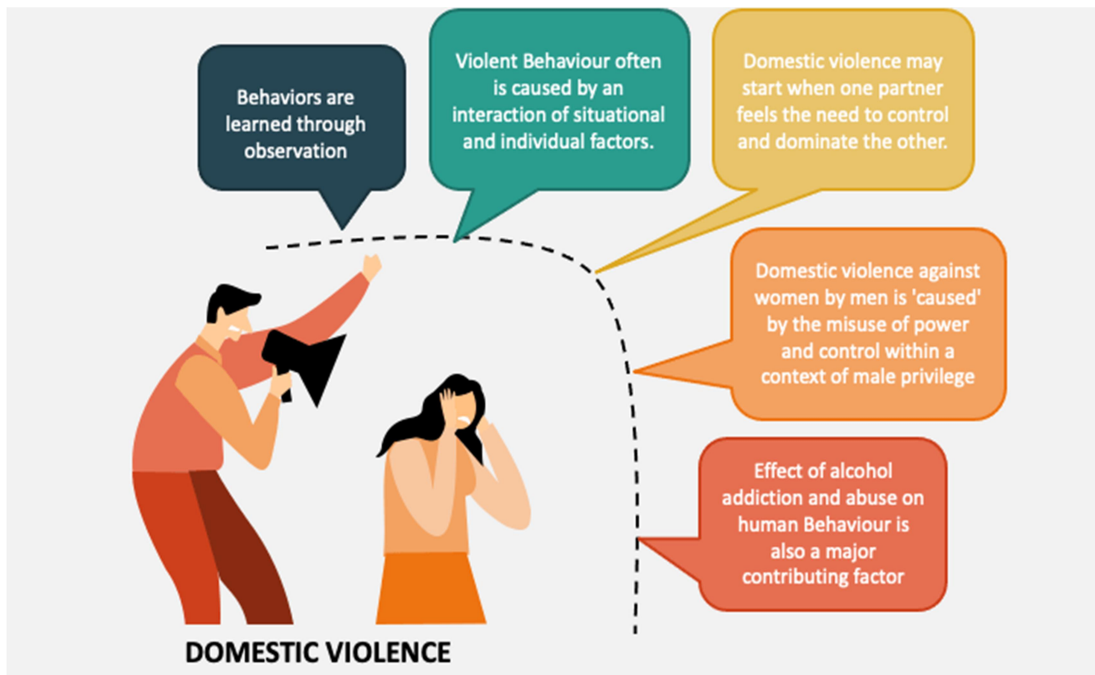 Behaviors are
learned through
observation
Violent Behaviour often
is caused by an
interaction of situational
and individual factors.
Domestic violence may
start when one partner
feels the need to control
and dominate the other.
Domestic violence against
women by men is 'caused'
by the misuse of power
and control within a
context of male privilege
Effect of alcohol
addiction and abuse on
human Behaviour is
also a major
contributing factor
DOMESTIC VIOLENCE